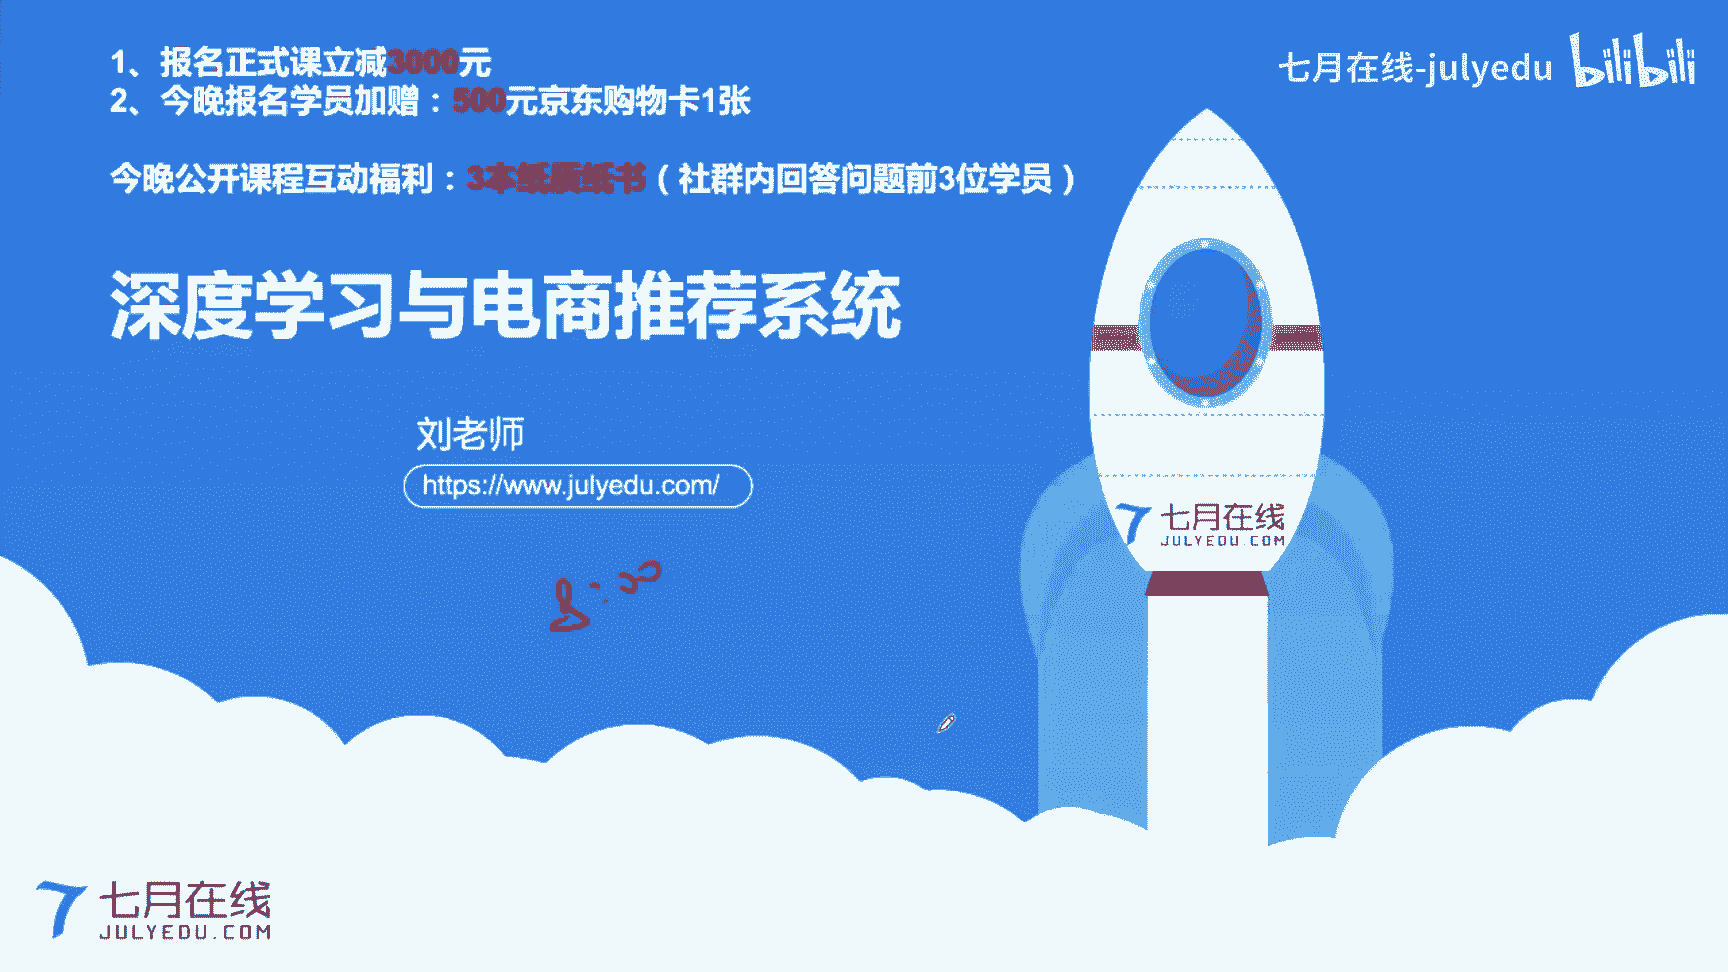 1、报名正式课立减3000元
2、今晚报名学员加赠：500元京东购物卡1张
七月在线-julyedu bilibili
今晚公开课程互动福利：3本纸质纸书（社群内回答问题前3位学员）
深度学习与电商推荐系统
刘老师
https://www.julyedu.com/
七月在线
JULYEDU.COM
8:00
七月在线
JULYEDU.COM